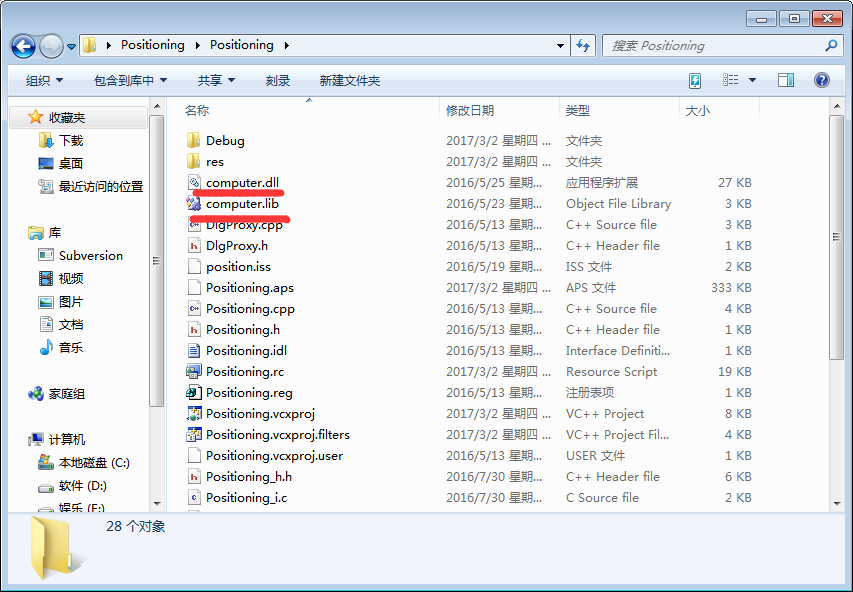 Positioning Positioning 搜索 Positioning
组织 包含到库中 共享 刻录 新建文件夹
收藏夹
下载
桌面
最近访问的位置
库
Subversion
视频
图片
文档
音乐
家庭组
计算机
本地磁盘 (C:)
软件 (D:)
娱乐 (E:)
名称 修改日期 类型 大小
Debug 2017/3/2 星期四 ... 文件夹
res 2017/3/2 星期四 ... 文件夹
computer.dll 2016/5/25 星期... 应用程序扩展 27 KB
computer.lib 2016/5/23 星期... Object File Library 3 KB
DlgProxy.cpp 2016/5/13 星期... C++ Source file 3 KB
DlgProxy.h 2016/5/13 星期... C++ Header file 1 KB
position.iss 2016/5/19 星期... ISS 文件 2 KB
Positioning.aps 2017/3/2 星期四 ... APS 文件 333 KB
Positioning.cpp 2016/5/13 星期... C++ Source file 4 KB
Positioning.h 2016/5/13 星期... C++ Header file 1 KB
Positioning.idl 2016/5/13 星期... Interface Definiti... 1 KB
Positioning.rc 2017/3/2 星期四 ... Resource Script 19 KB
Positioning.reg 2016/5/13 星期... 注册表项 1 KB
Positioning.vcxproj 2017/3/2 星期四 ... VC++ Project 8 KB
Positioning.vcxproj.filters 2017/3/2 星期四 ... VC++ Project Fil... 4 KB
Positioning.vcxproj.user 2016/5/13 星期... USER 文件 1 KB
Positioning_h.h 2016/7/30 星期... C++ Header file 6 KB
Positioning_i.c 2016/7/30 星期... C Source file 2 KB
28 个对象